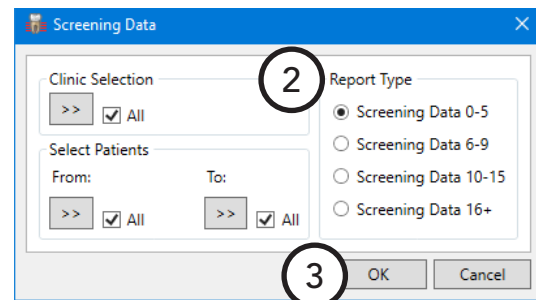 Screening Data
Clinic Selection
>> All
Select Patients
From: To:
>> All >> All
2
Report Type
Screening Data 0-5
Screening Data 6-9
Screening Data 10-15
Screening Data 16+
3
OK Cancel